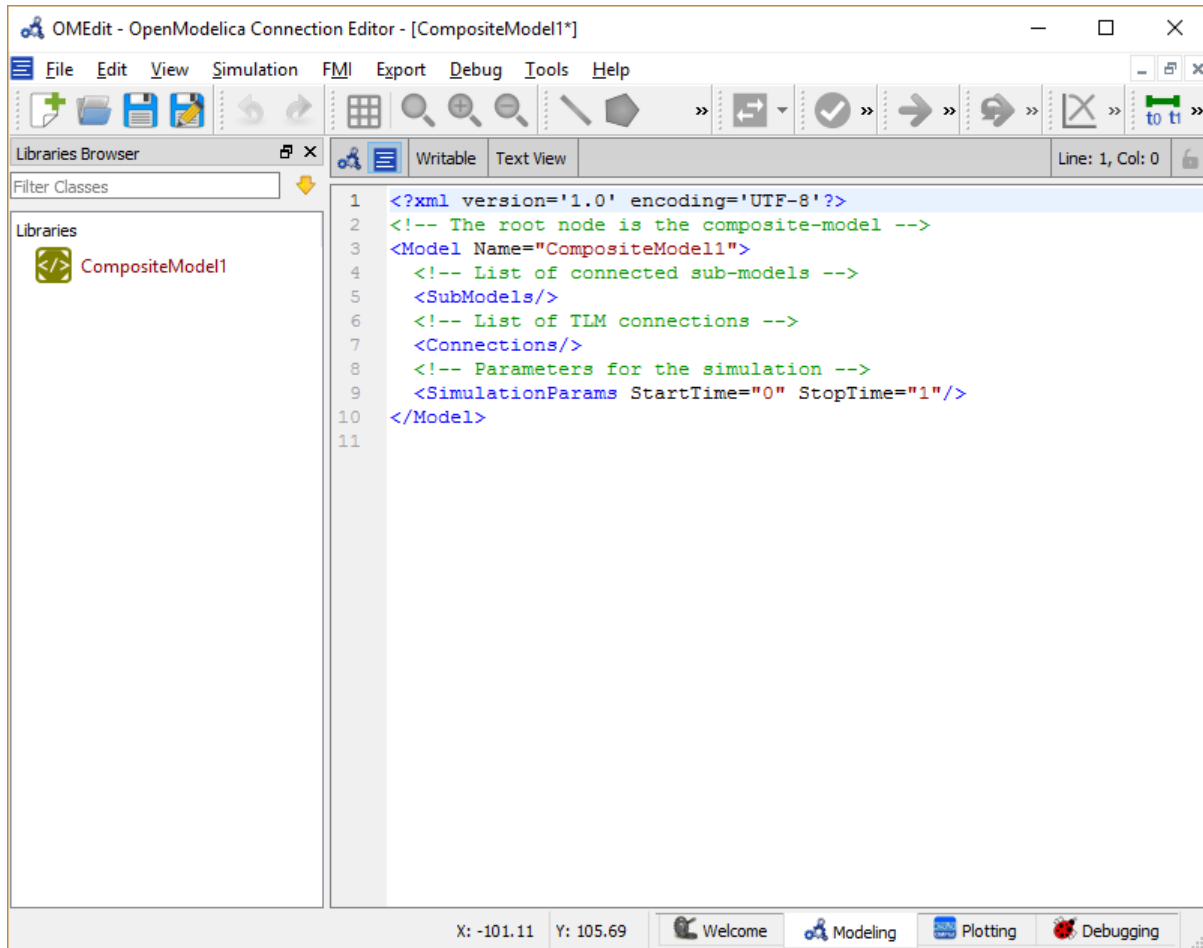 OMEdit - OpenModelica Connection Editor - [CompositeModel1*]
File Edit View Simulation FMI Export Debug Tools Help
t0 t1
Libraries Browser
Writable Text View Line: 1, Col: 0
Filter Classes
Libraries
CompositeModel1
1 <?xml version='1.0' encoding='UTF-8'?>
2 <!-- The root node is the composite-model -->
3 <Model Name="CompositeModel1">
4 <!-- List of connected sub-models -->
5 <SubModels/>
6 <!-- List of TLM connections -->
7 <Connections/>
8 <!-- Parameters for the simulation -->
9 <SimulationParams StartTime="0" StopTime="1"/>
10 </Model>
11
X: -101.11 Y: 105.69 Welcome Modeling Plotting Debugging